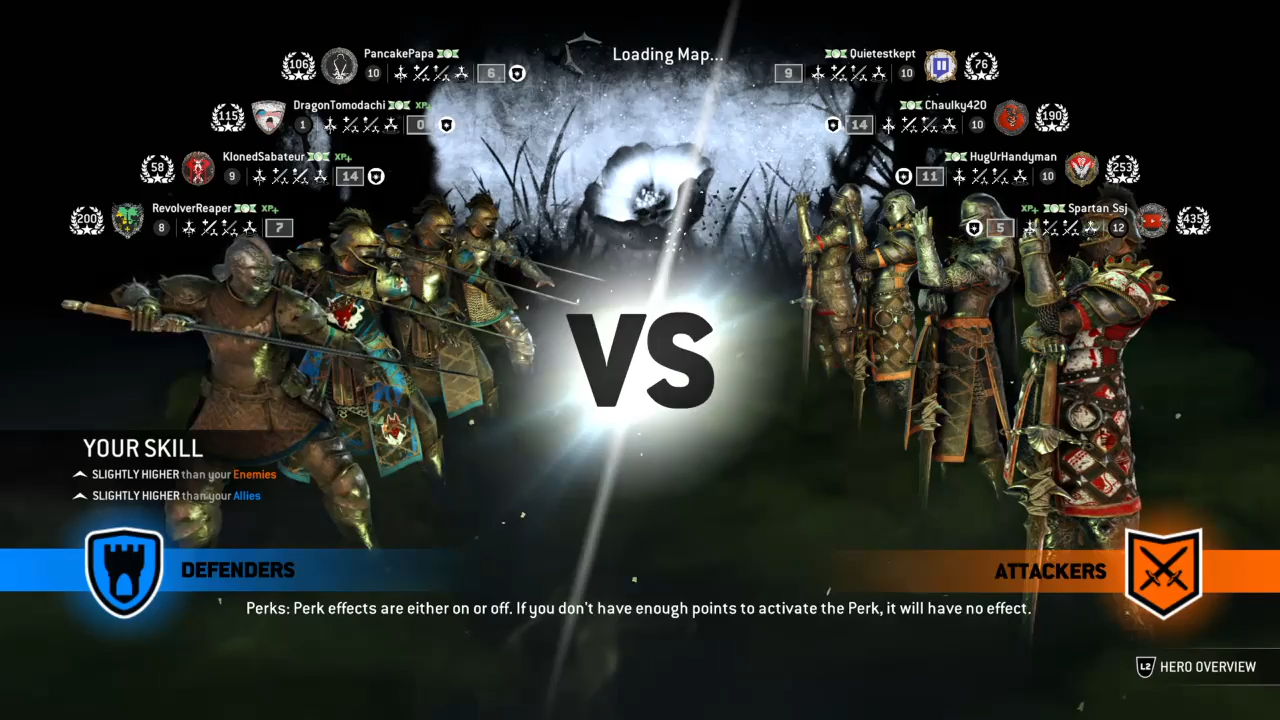 Loading Map...
106 PancakePapa
10 6
115 DragonTomodachi XP+
1 0
58 KlonedSabateur XP+
9 14
200 RevolverReaper XP+
8 7
Quietestkept 76
9 10
Chaulky420 190
14 10
HugUrHandyman 253
11 10
XP+ Spartan Ssj 435
5 12
VS
YOUR SKILL
SLIGHTLY HIGHER than your Enemies
SLIGHTLY HIGHER than your Allies
DEFENDERS
ATTACKERS
Perks: Perk effects are either on or off. If you don't have enough points to activate the Perk, it will have no effect.
L2 HERO OVERVIEW